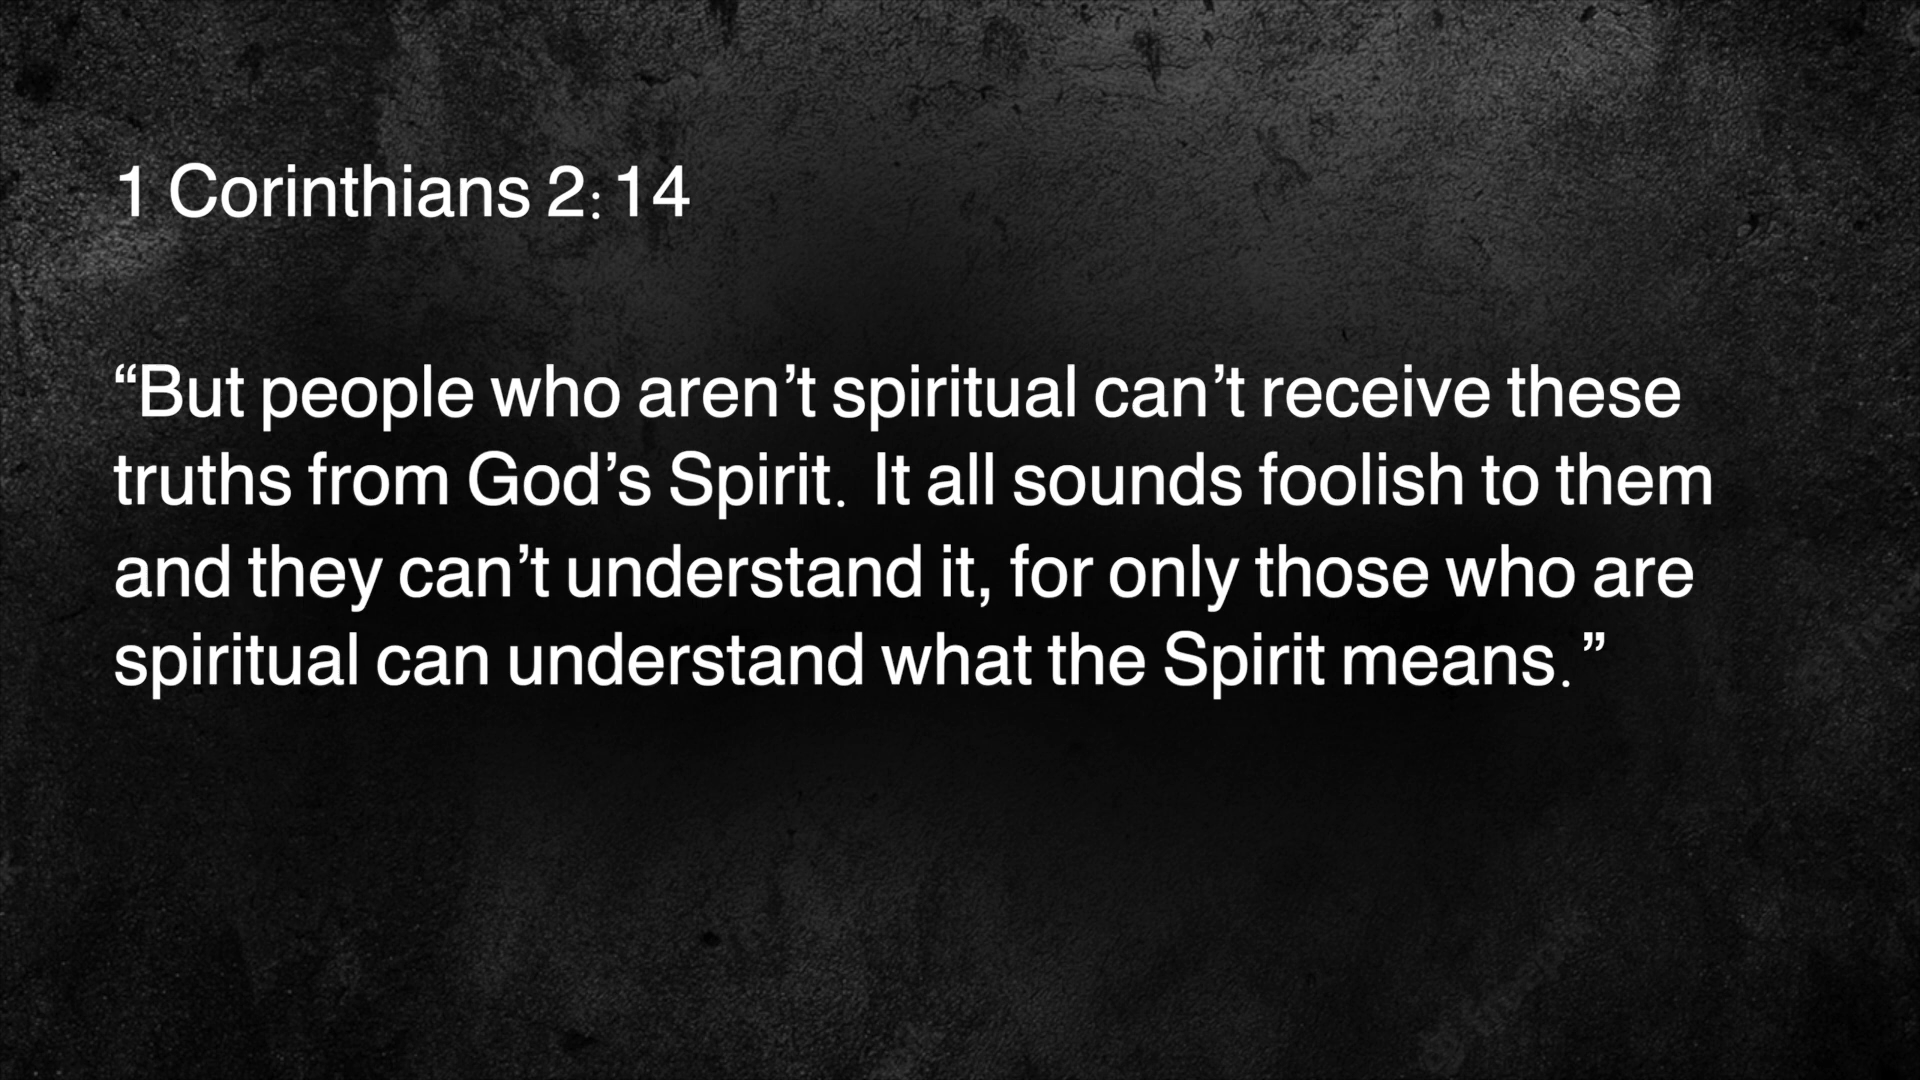 1 Corinthians 2:14
“But people who aren’t spiritual can’t receive these
truths from God’s Spirit. It all sounds foolish to them
and they can’t understand it, for only those who are
spiritual can understand what the Spirit means.”